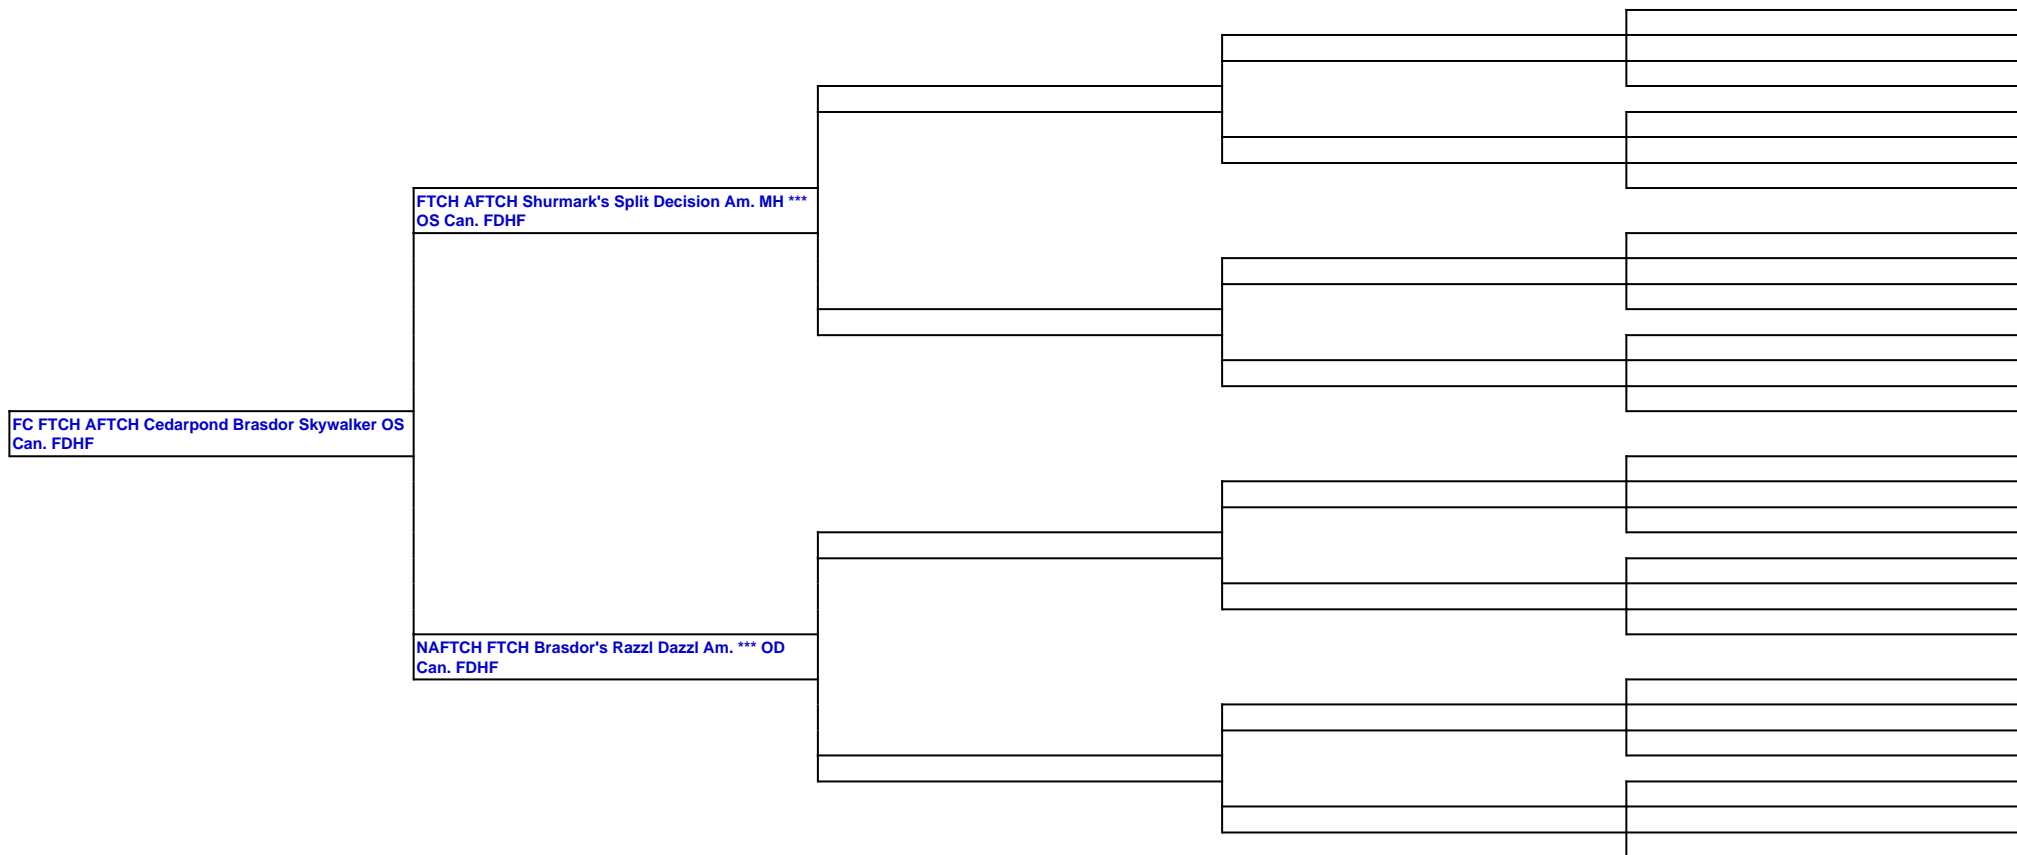 FTCH AFTCH Shurmark's Split Decision Am. MH ***
OS Can. FDHF
FC FTCH AFTCH Cedarpond Brasdor Skywalker OS
Can. FDHF
NAFTCH FTCH Brasdor's Razzl Dazzl Am. *** OD
Can. FDHF